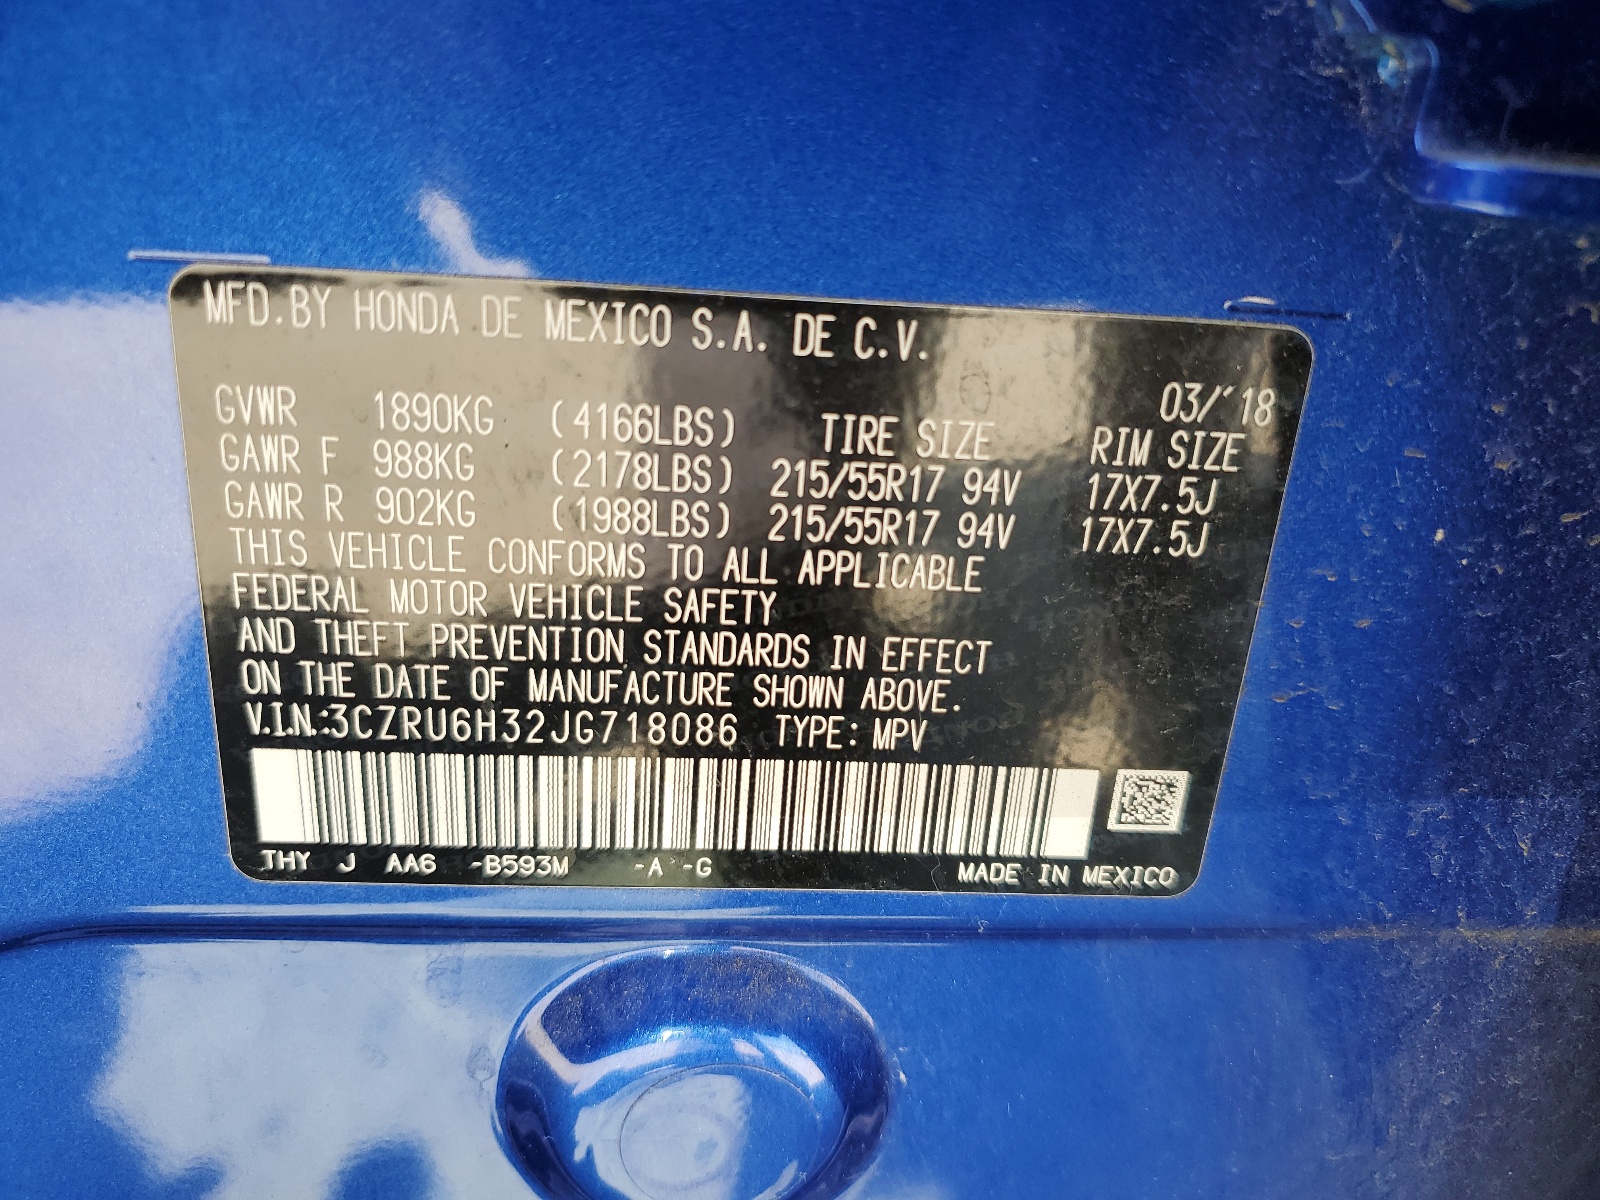 MFD.BY HONDA DE MEXICO S.A. DE C.V.
03/'18
GVWR 1890KG (4166LBS) TIRE SIZE RIM SIZE
GAWR F 988KG (2178LBS) 215/55R17 94V 17X7.5J
GAWR R 902KG (1988LBS) 215/55R17 94V 17X7.5J
THIS VEHICLE CONFORMS TO ALL APPLICABLE
FEDERAL MOTOR VEHICLE SAFETY
AND THEFT PREVENTION STANDARDS IN EFFECT
ON THE DATE OF MANUFACTURE SHOWN ABOVE.
V.I.N.:3CZRU6H32JG718086 TYPE: MPV
THY J AA6 -B593M -A -G MADE IN MEXICO